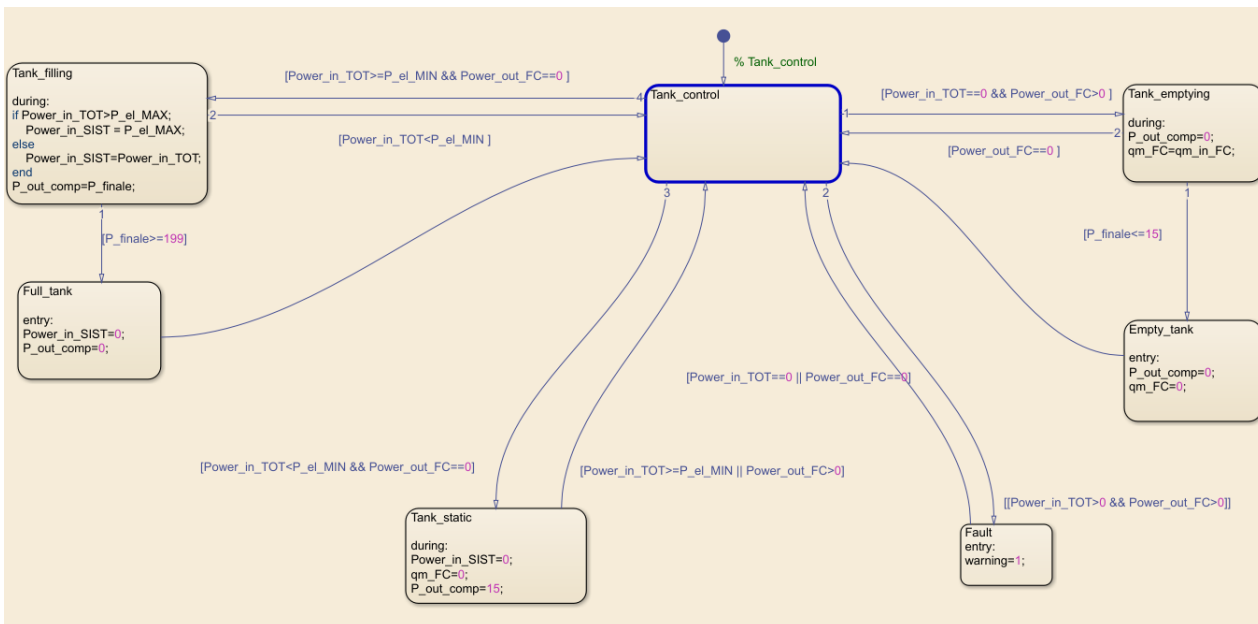 % Tank_control
Tank_filling
during:
if Power_in_TOT>P_el_MAX;
Power_in_SIST = P_el_MAX;
else
Power_in_SIST=Power_in_TOT;
end
P_out_comp=P_finale;
2
1
[Power_in_TOT>=P_el_MIN && Power_out_FC==0 ]
[Power_in_TOT<P_el_MIN ]
Tank_control
4
1
3
2
[Power_in_TOT==0 && Power_out_FC>0 ]
[Power_out_FC==0 ]
Tank_emptying
during:
P_out_comp=0;
qm_FC=qm_in_FC;
2
1
[P_finale>=199]
[P_finale<=15]
Full_tank
entry:
Power_in_SIST=0;
P_out_comp=0;
Empty_tank
entry:
P_out_comp=0;
qm_FC=0;
[Power_in_TOT==0 || Power_out_FC==0]
[Power_in_TOT<P_el_MIN && Power_out_FC==0]
[Power_in_TOT>=P_el_MIN || Power_out_FC>0]
[[Power_in_TOT>0 && Power_out_FC>0]]
Tank_static
during:
Power_in_SIST=0;
qm_FC=0;
P_out_comp=15;
Fault
entry:
warning=1;